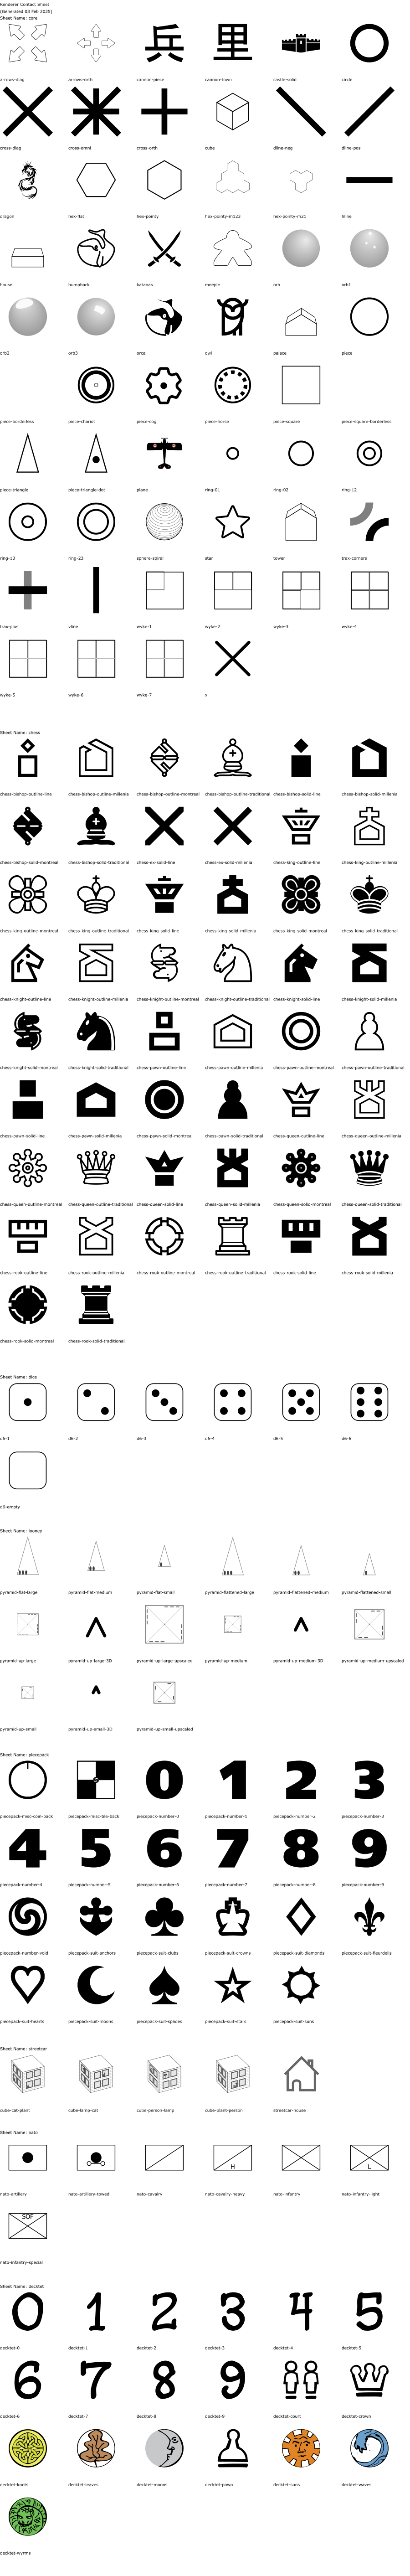 Renderer Contact Sheet
(Generated 03 Feb 2025)
Sheet Name: core
兵 里
arrows-diag arrows-orth cannon-piece cannon-town castle-solid circle
cross-diag cross-omni cross-orth cube dline-neg dline-pos
dragon hex-flat hex-pointy hex-pointy-m123 hex-pointy-m21 hline
house humpback katanas meeple orb orb1
orb2 orb3 orca owl palace piece
piece-borderless piece-chariot piece-cog piece-horse piece-square piece-square-borderless
piece-triangle piece-triangle-dot plane ring-01 ring-02 ring-12
ring-13 ring-23 sphere-spiral star tower trax-corners
trax-plus vline wyke-1 wyke-2 wyke-3 wyke-4
wyke-5 wyke-6 wyke-7 x
Sheet Name: chess
chess-bishop-outline-line chess-bishop-outline-millenia chess-bishop-outline-montreal chess-bishop-outline-traditional chess-bishop-solid-line chess-bishop-solid-millenia
chess-bishop-solid-montreal chess-bishop-solid-traditional chess-ex-solid-line chess-ex-solid-millenia chess-king-outline-line chess-king-outline-millenia
chess-king-outline-montreal chess-king-outline-traditional chess-king-solid-line chess-king-solid-millenia chess-king-solid-montreal chess-king-solid-traditional
chess-knight-outline-line chess-knight-outline-millenia chess-knight-outline-montreal chess-knight-outline-traditional chess-knight-solid-line chess-knight-solid-millenia
chess-knight-solid-montreal chess-knight-solid-traditional chess-pawn-outline-line chess-pawn-outline-millenia chess-pawn-outline-montreal chess-pawn-outline-traditional
chess-pawn-solid-line chess-pawn-solid-millenia chess-pawn-solid-montreal chess-pawn-solid-traditional chess-queen-outline-line chess-queen-outline-millenia
chess-queen-outline-montreal chess-queen-outline-traditional chess-queen-solid-line chess-queen-solid-millenia chess-queen-solid-montreal chess-queen-solid-traditional
chess-rook-outline-line chess-rook-outline-millenia chess-rook-outline-montreal chess-rook-outline-traditional chess-rook-solid-line chess-rook-solid-millenia
chess-rook-solid-montreal chess-rook-solid-traditional
Sheet Name: dice
d6-1 d6-2 d6-3 d6-4 d6-5 d6-6
d6-empty
Sheet Name: looney
pyramid-flat-large pyramid-flat-medium pyramid-flat-small pyramid-flattened-large pyramid-flattened-medium pyramid-flattened-small
pyramid-up-large pyramid-up-large-3D pyramid-up-large-upscaled pyramid-up-medium pyramid-up-medium-3D pyramid-up-medium-upscaled
pyramid-up-small pyramid-up-small-3D pyramid-up-small-upscaled
Sheet Name: piecepack
0 1 2 3
piecepack-misc-coin-back piecepack-misc-tile-back piecepack-number-0 piecepack-number-1 piecepack-number-2 piecepack-number-3
4 5 6 7 8 9
piecepack-number-4 piecepack-number-5 piecepack-number-6 piecepack-number-7 piecepack-number-8 piecepack-number-9
piecepack-number-void piecepack-suit-anchors piecepack-suit-clubs piecepack-suit-crowns piecepack-suit-diamonds piecepack-suit-fleurdelis
piecepack-suit-hearts piecepack-suit-moons piecepack-suit-spades piecepack-suit-stars piecepack-suit-suns
Sheet Name: streetcar
cube-cat-plant cube-lamp-cat cube-person-lamp cube-plant-person streetcar-house
Sheet Name: nato
H L
nato-artillery nato-artillery-towed nato-cavalry nato-cavalry-heavy nato-infantry nato-infantry-light
SOF
nato-infantry-special
Sheet Name: decktet
0 1 2 3 4 5
decktet-0 decktet-1 decktet-2 decktet-3 decktet-4 decktet-5
6 7 8 9
decktet-6 decktet-7 decktet-8 decktet-9 decktet-court decktet-crown
decktet-knots decktet-leaves decktet-moons decktet-pawn decktet-suns decktet-waves
decktet-wyrms